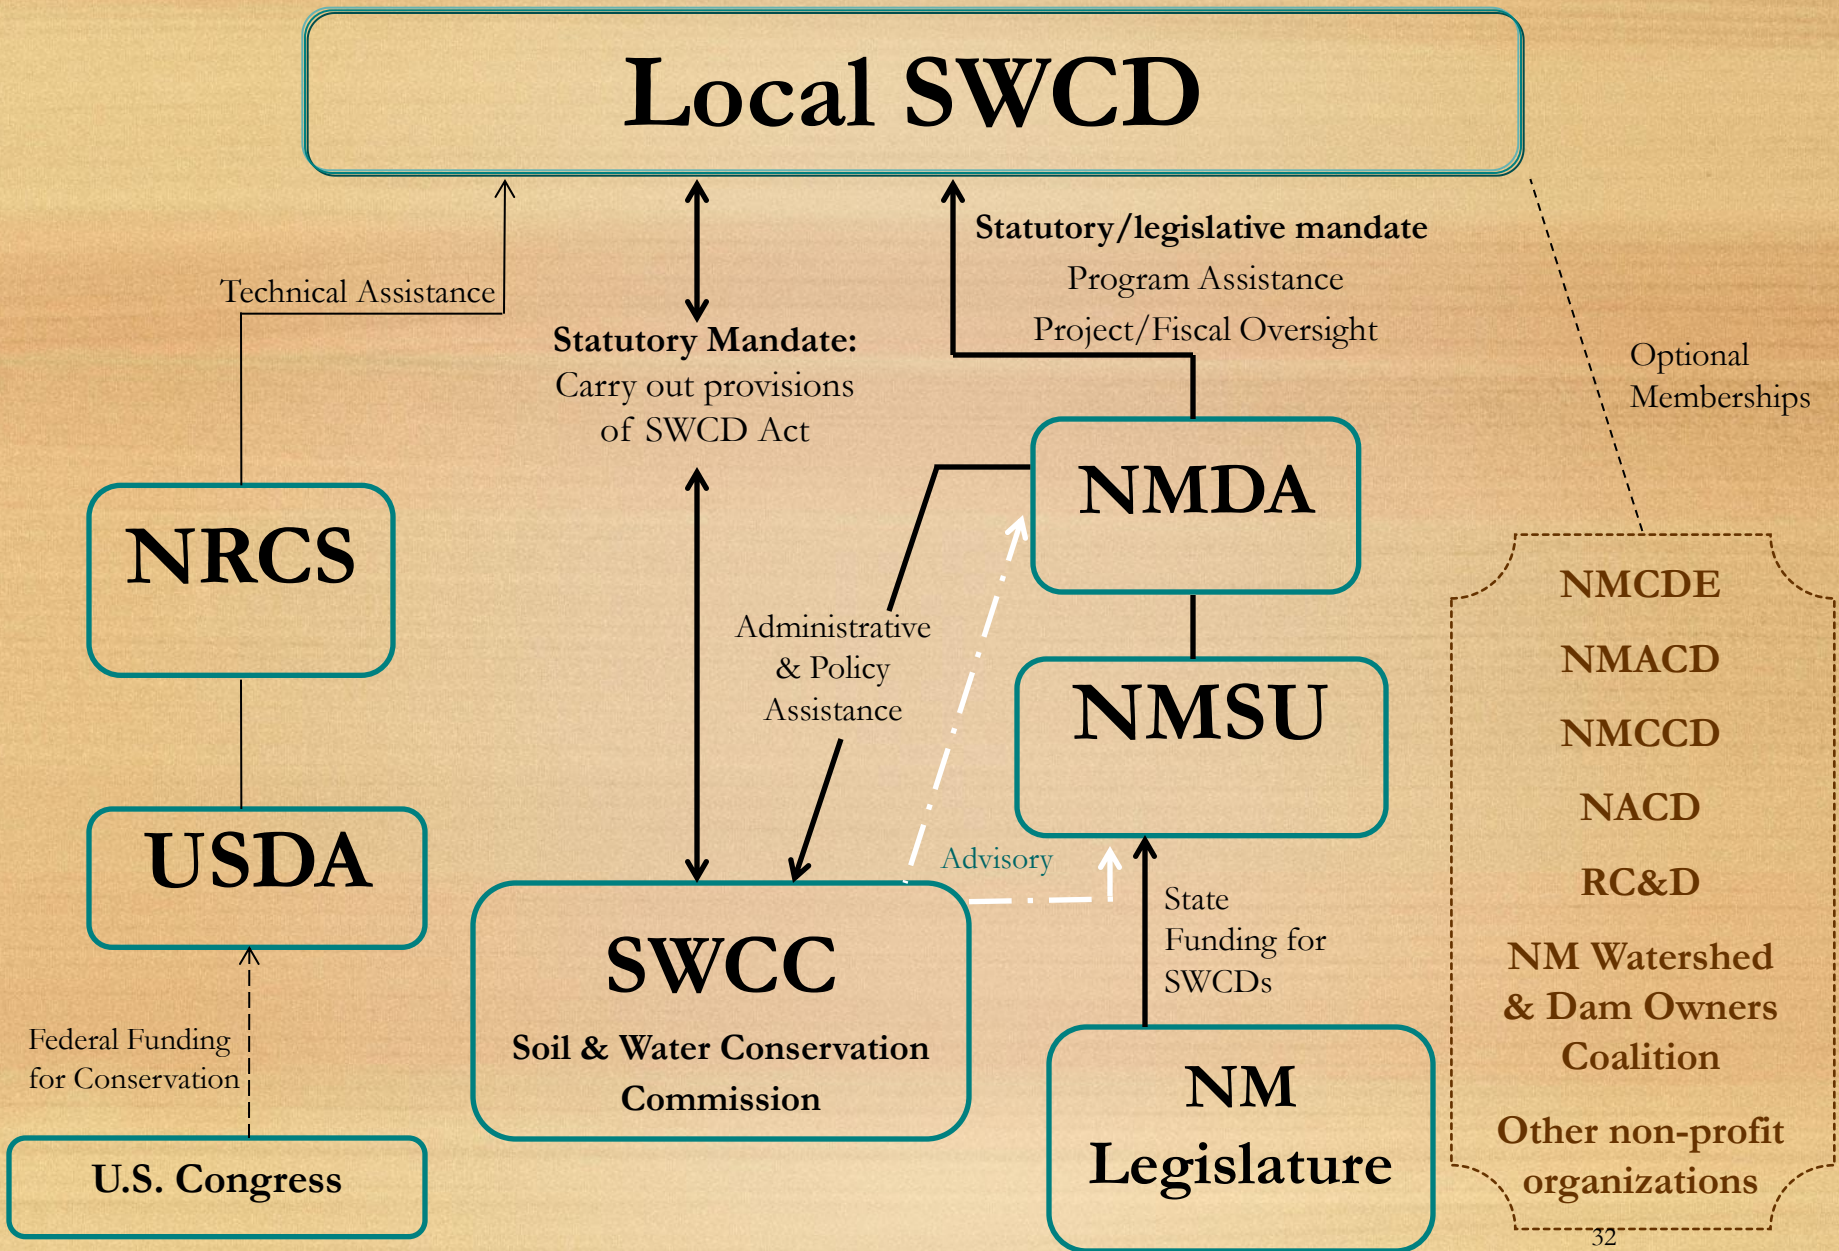 Local SWCD
Technical Assistance
Statutory Mandate:
Carry out provisions
of SWCD Act
Statutory/legislative mandate
Program Assistance
Project/Fiscal Oversight
Optional
Memberships
NRCS
NMDA
Administrative
& Policy
Assistance
NMSU
USDA
Advisory
SWCC
Soil & Water Conservation
Commission
State
Funding for
SWCDs
Federal Funding
for Conservation
U.S. Congress
NM
Legislature
NMCDE
NMACD
NMCCD
NACD
RC&D
NM Watershed
& Dam Owners
Coalition
Other non-profit
organizations
32